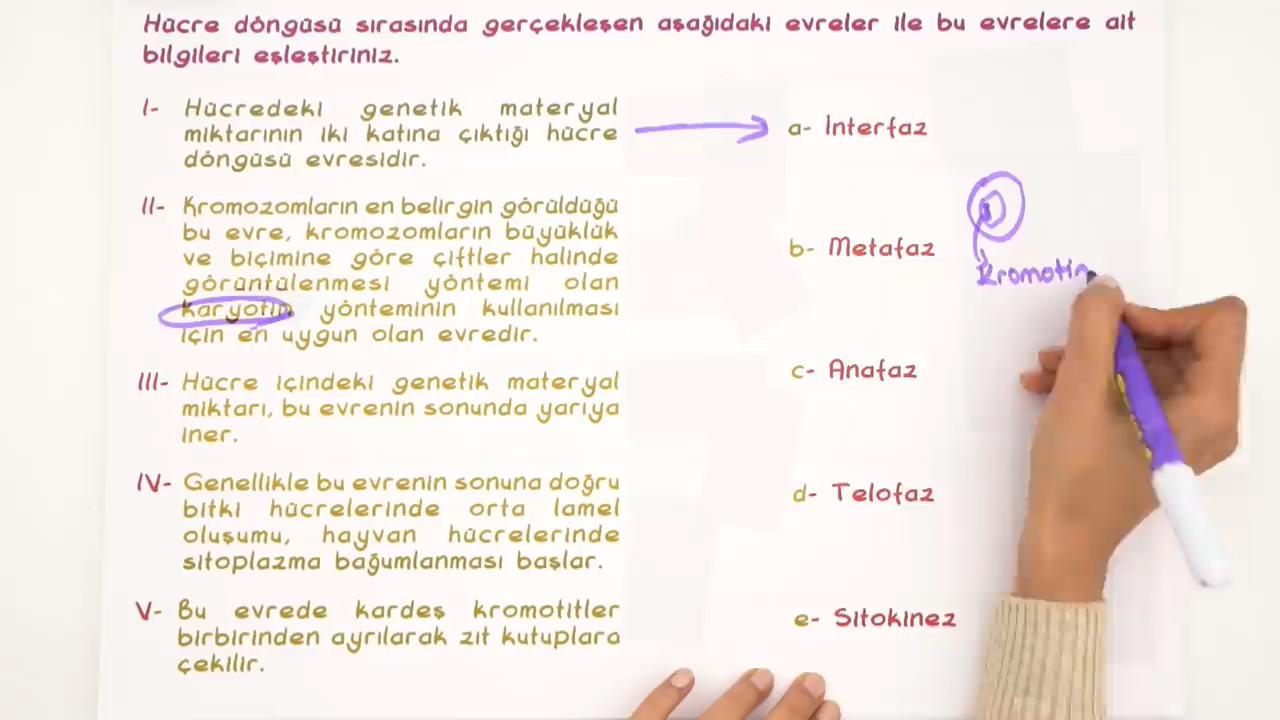 Hücre döngüsü sırasında gerçekleşen aşağıdaki evreler ile bu evrelere ait
bilgileri eşleştiriniz.
I- Hücredeki genetik materyal
miktarının iki katına çıktığı hücre
döngüsü evresidir.
II- Kromozomların en belirgin görüldüğü
bu evre, kromozomların büyüklük
ve biçimine göre çiftler halinde
görüntülenmesi yöntemi olan
karyotip yönteminin kullanılması
için en uygun olan evredir.
III- Hücre içindeki genetik materyal
miktarı, bu evrenin sonunda yarıya
iner.
IV- Genellikle bu evrenin sonuna doğru
bitki hücrelerinde orta lamel
oluşumu, hayvan hücrelerinde
sitoplazma bağumlanması başlar.
V- Bu evrede kardeş kromotitler
birbirinden ayrılarak zıt kutuplara
çekilir.
a- İnterfaz
b- Metafaz
c- Anafaz
d- Telofaz
e- Sitokinez
Kromotin